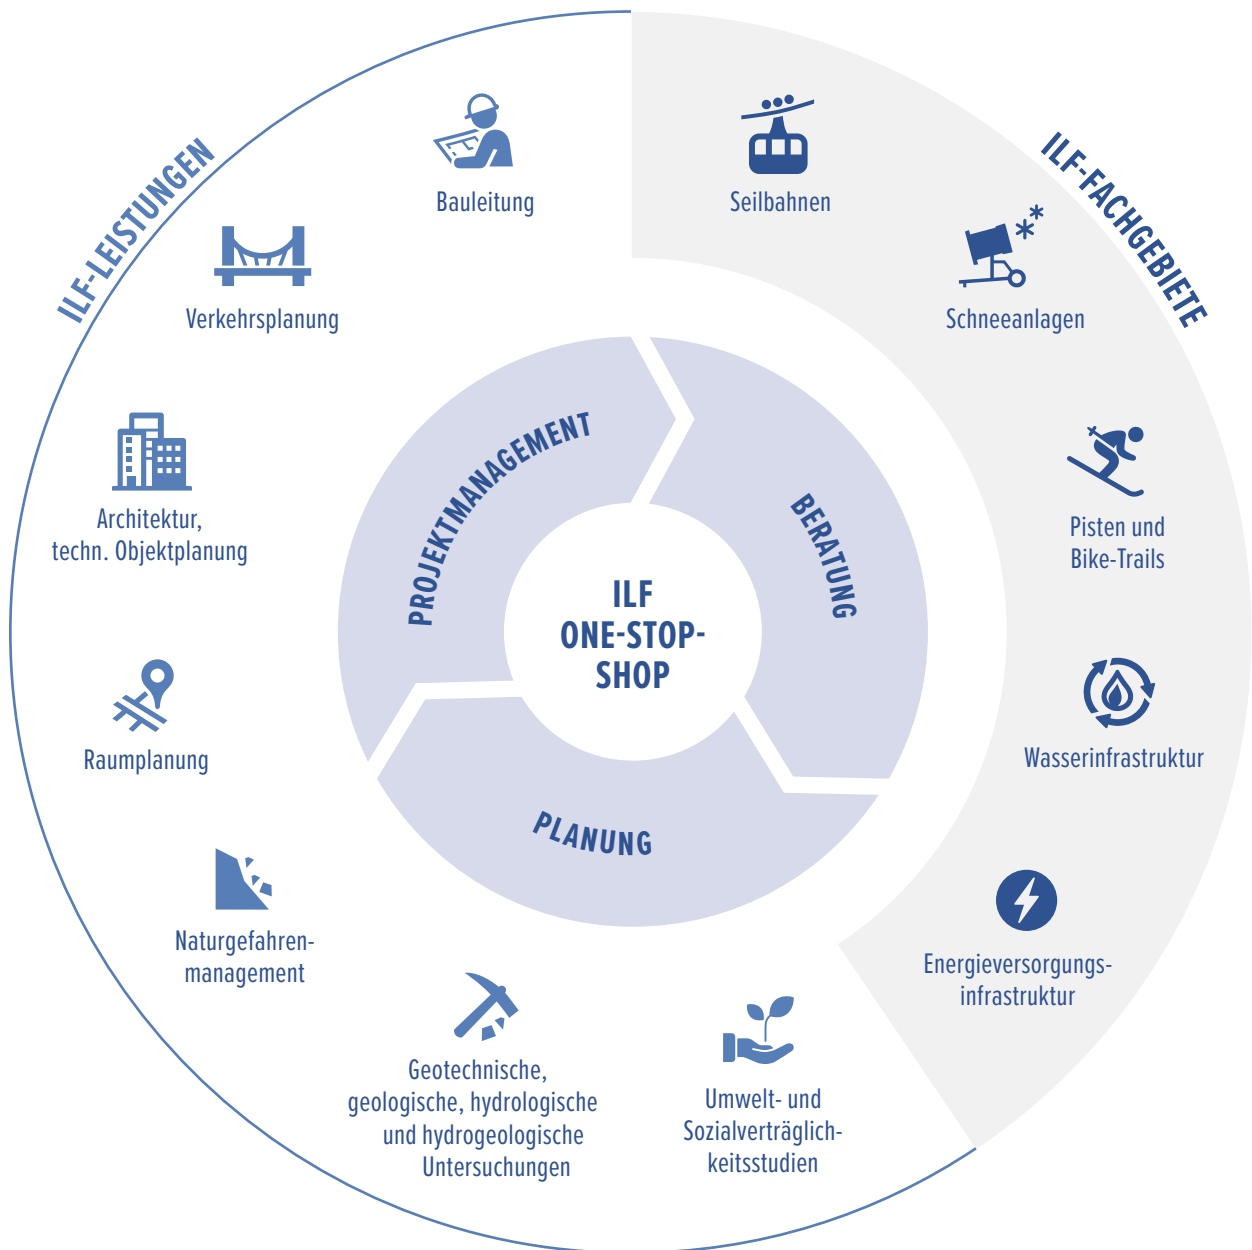 ILF-LEISTUNGEN
Bauleitung
Verkehrsplanung
Architektur,
techn. Objektplanung
Raumplanung
Naturgefahren-
management
Geotechnische,
geologische, hydrologische
und hydrogeologische
Untersuchungen
Umwelt- und
Sozialverträglich-
keitsstudien
ILF-FACHGEBIETE
Seilbahnen
Schneeanlagen
Pisten und
Bike-Trails
Wasserinfrastruktur
Energieversorgungs-
infrastruktur
PROJEKTMANAGEMENT
BERATUNG
PLANUNG
ILF
ONE-STOP-
SHOP